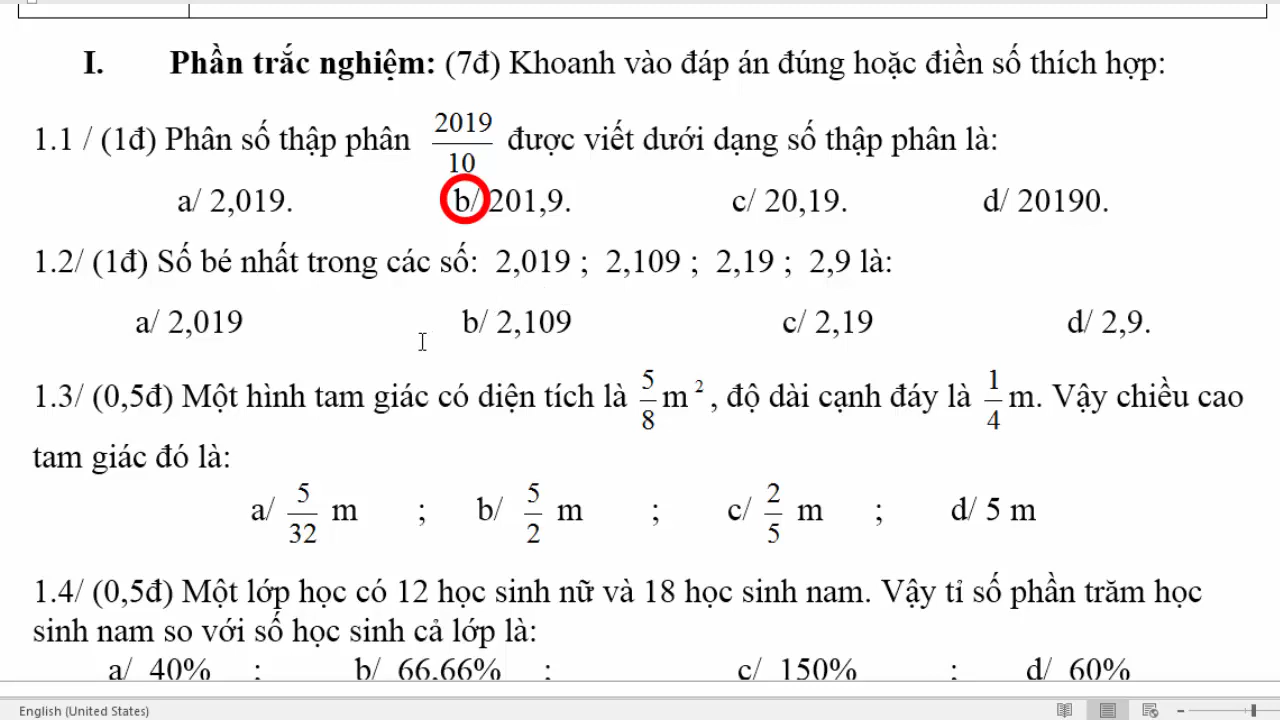 I. Phần trắc nghiệm: (7đ) Khoanh vào đáp án đúng hoặc điền số thích hợp:
1.1 / (1đ) Phân số thập phân 2019/10 được viết dưới dạng số thập phân là:
a/ 2,019. b/ 201,9. c/ 20,19. d/ 20190.
1.2/ (1đ) Số bé nhất trong các số: 2,019 ; 2,109 ; 2,19 ; 2,9 là:
a/ 2,019 b/ 2,109 c/ 2,19 d/ 2,9.
1.3/ (0,5đ) Một hình tam giác có diện tích là 5/8 m², độ dài cạnh đáy là 1/4 m. Vậy chiều cao
tam giác đó là:
a/ 5/32 m ; b/ 5/2 m ; c/ 2/5 m ; d/ 5 m
1.4/ (0,5đ) Một lớp học có 12 học sinh nữ và 18 học sinh nam. Vậy tỉ số phần trăm học
sinh nam so với số học sinh cả lớp là:
a/ 40% ; b/ 66,66% ; c/ 150% ; d/ 60%
English (United States)